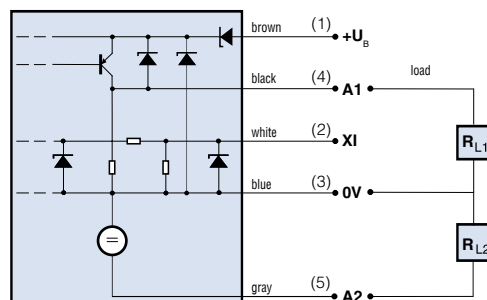 brown (1) +U_B
black (4) A1 load
white (2) XI
R_L1
blue (3) 0V
R_L2
gray (5) A2